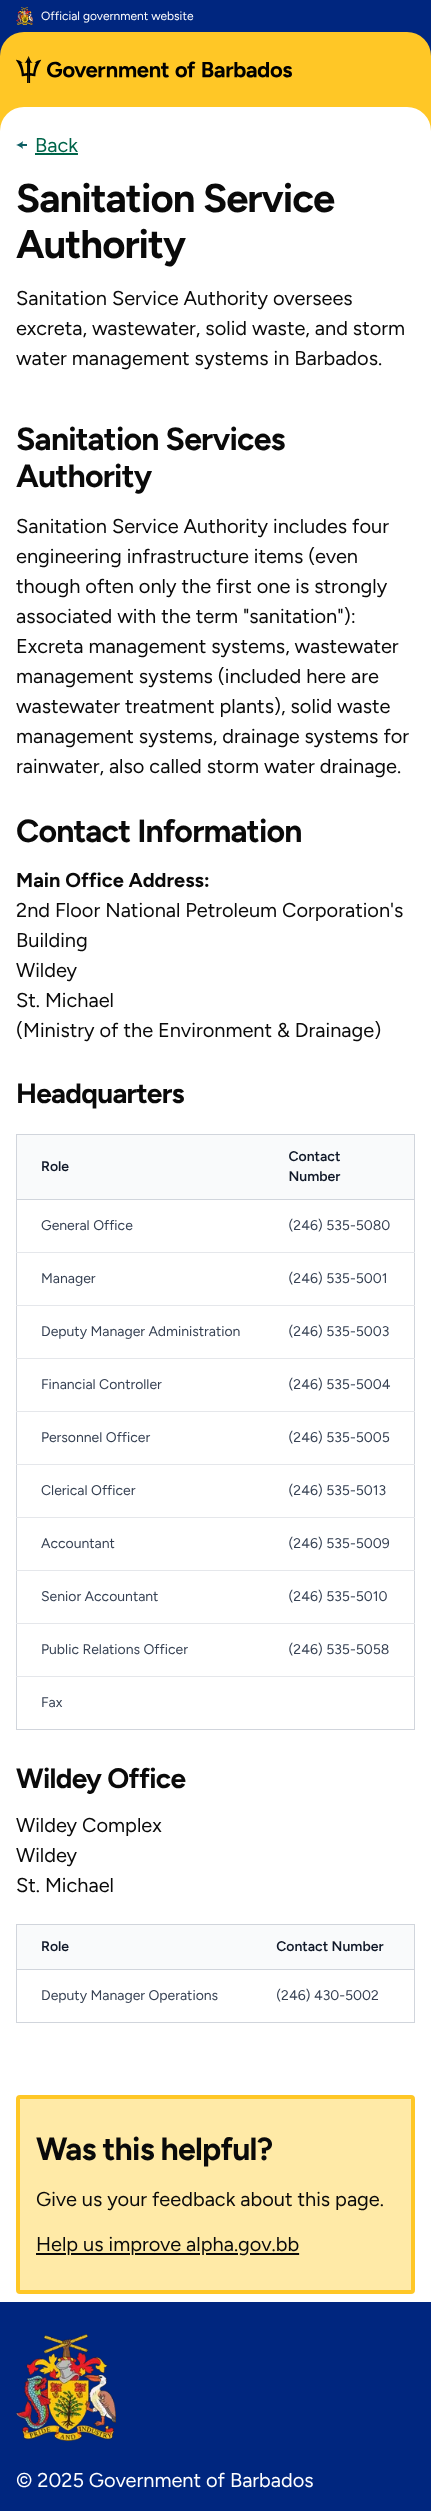 Official government website
Government of Barbados
← Back
Sanitation Service
Authority
Sanitation Service Authority oversees
excreta, wastewater, solid waste, and storm
water management systems in Barbados.
Sanitation Services
Authority
Sanitation Service Authority includes four
engineering infrastructure items (even
though often only the first one is strongly
associated with the term "sanitation"):
Excreta management systems, wastewater
management systems (included here are
wastewater treatment plants), solid waste
management systems, drainage systems for
rainwater, also called storm water drainage.
Contact Information
Main Office Address:
2nd Floor National Petroleum Corporation's
Building
Wildey
St. Michael
(Ministry of the Environment & Drainage)
Headquarters
Role Contact
Number
General Office (246) 535-5080
Manager (246) 535-5001
Deputy Manager Administration (246) 535-5003
Financial Controller (246) 535-5004
Personnel Officer (246) 535-5005
Clerical Officer (246) 535-5013
Accountant (246) 535-5009
Senior Accountant (246) 535-5010
Public Relations Officer (246) 535-5058
Fax
Wildey Office
Wildey Complex
Wildey
St. Michael
Role Contact Number
Deputy Manager Operations (246) 430-5002
Was this helpful?
Give us your feedback about this page.
Help us improve alpha.gov.bb
PRIDE AND INDUSTRY
© 2025 Government of Barbados